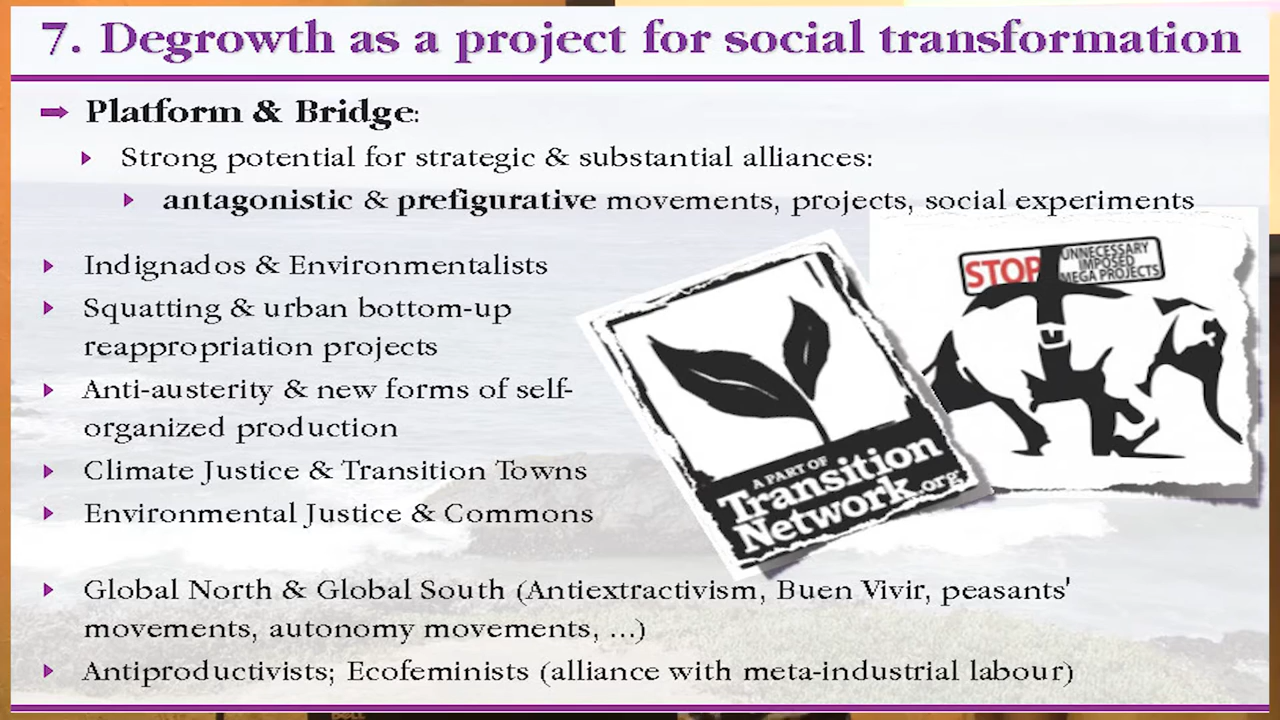 7. Degrowth as a project for social transformation
Platform & Bridge:
Strong potential for strategic & substantial alliances:
antagonistic & prefigurative movements, projects, social experiments
Indignados & Environmentalists
Squatting & urban bottom-up
reappropriation projects
Anti-austerity & new forms of self-
organized production
Climate Justice & Transition Towns
Environmental Justice & Commons
STOP
UNNECESSARY
IMPOSED
MEGA PROJECTS
A PART OF
Transition
Network.org
Global North & Global South (Antiextractivism, Buen Vivir, peasants'
movements, autonomy movements, ...)
Antiproductivists; Ecofeminists (alliance with meta-industrial labour)
DELL